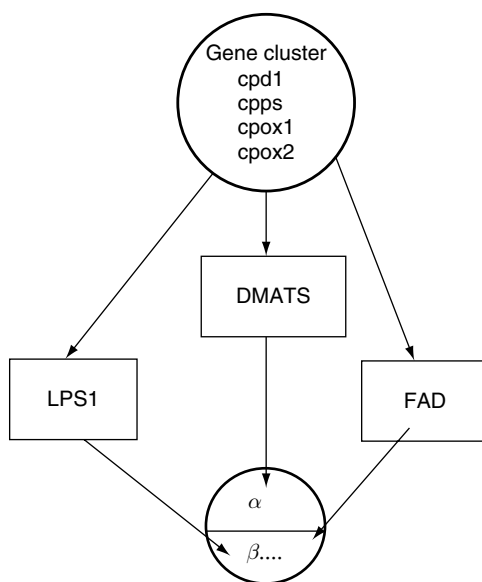 Gene cluster
cpd1
cpps
cpox1
cpox2
DMATS
LPS1
FAD
α
β....